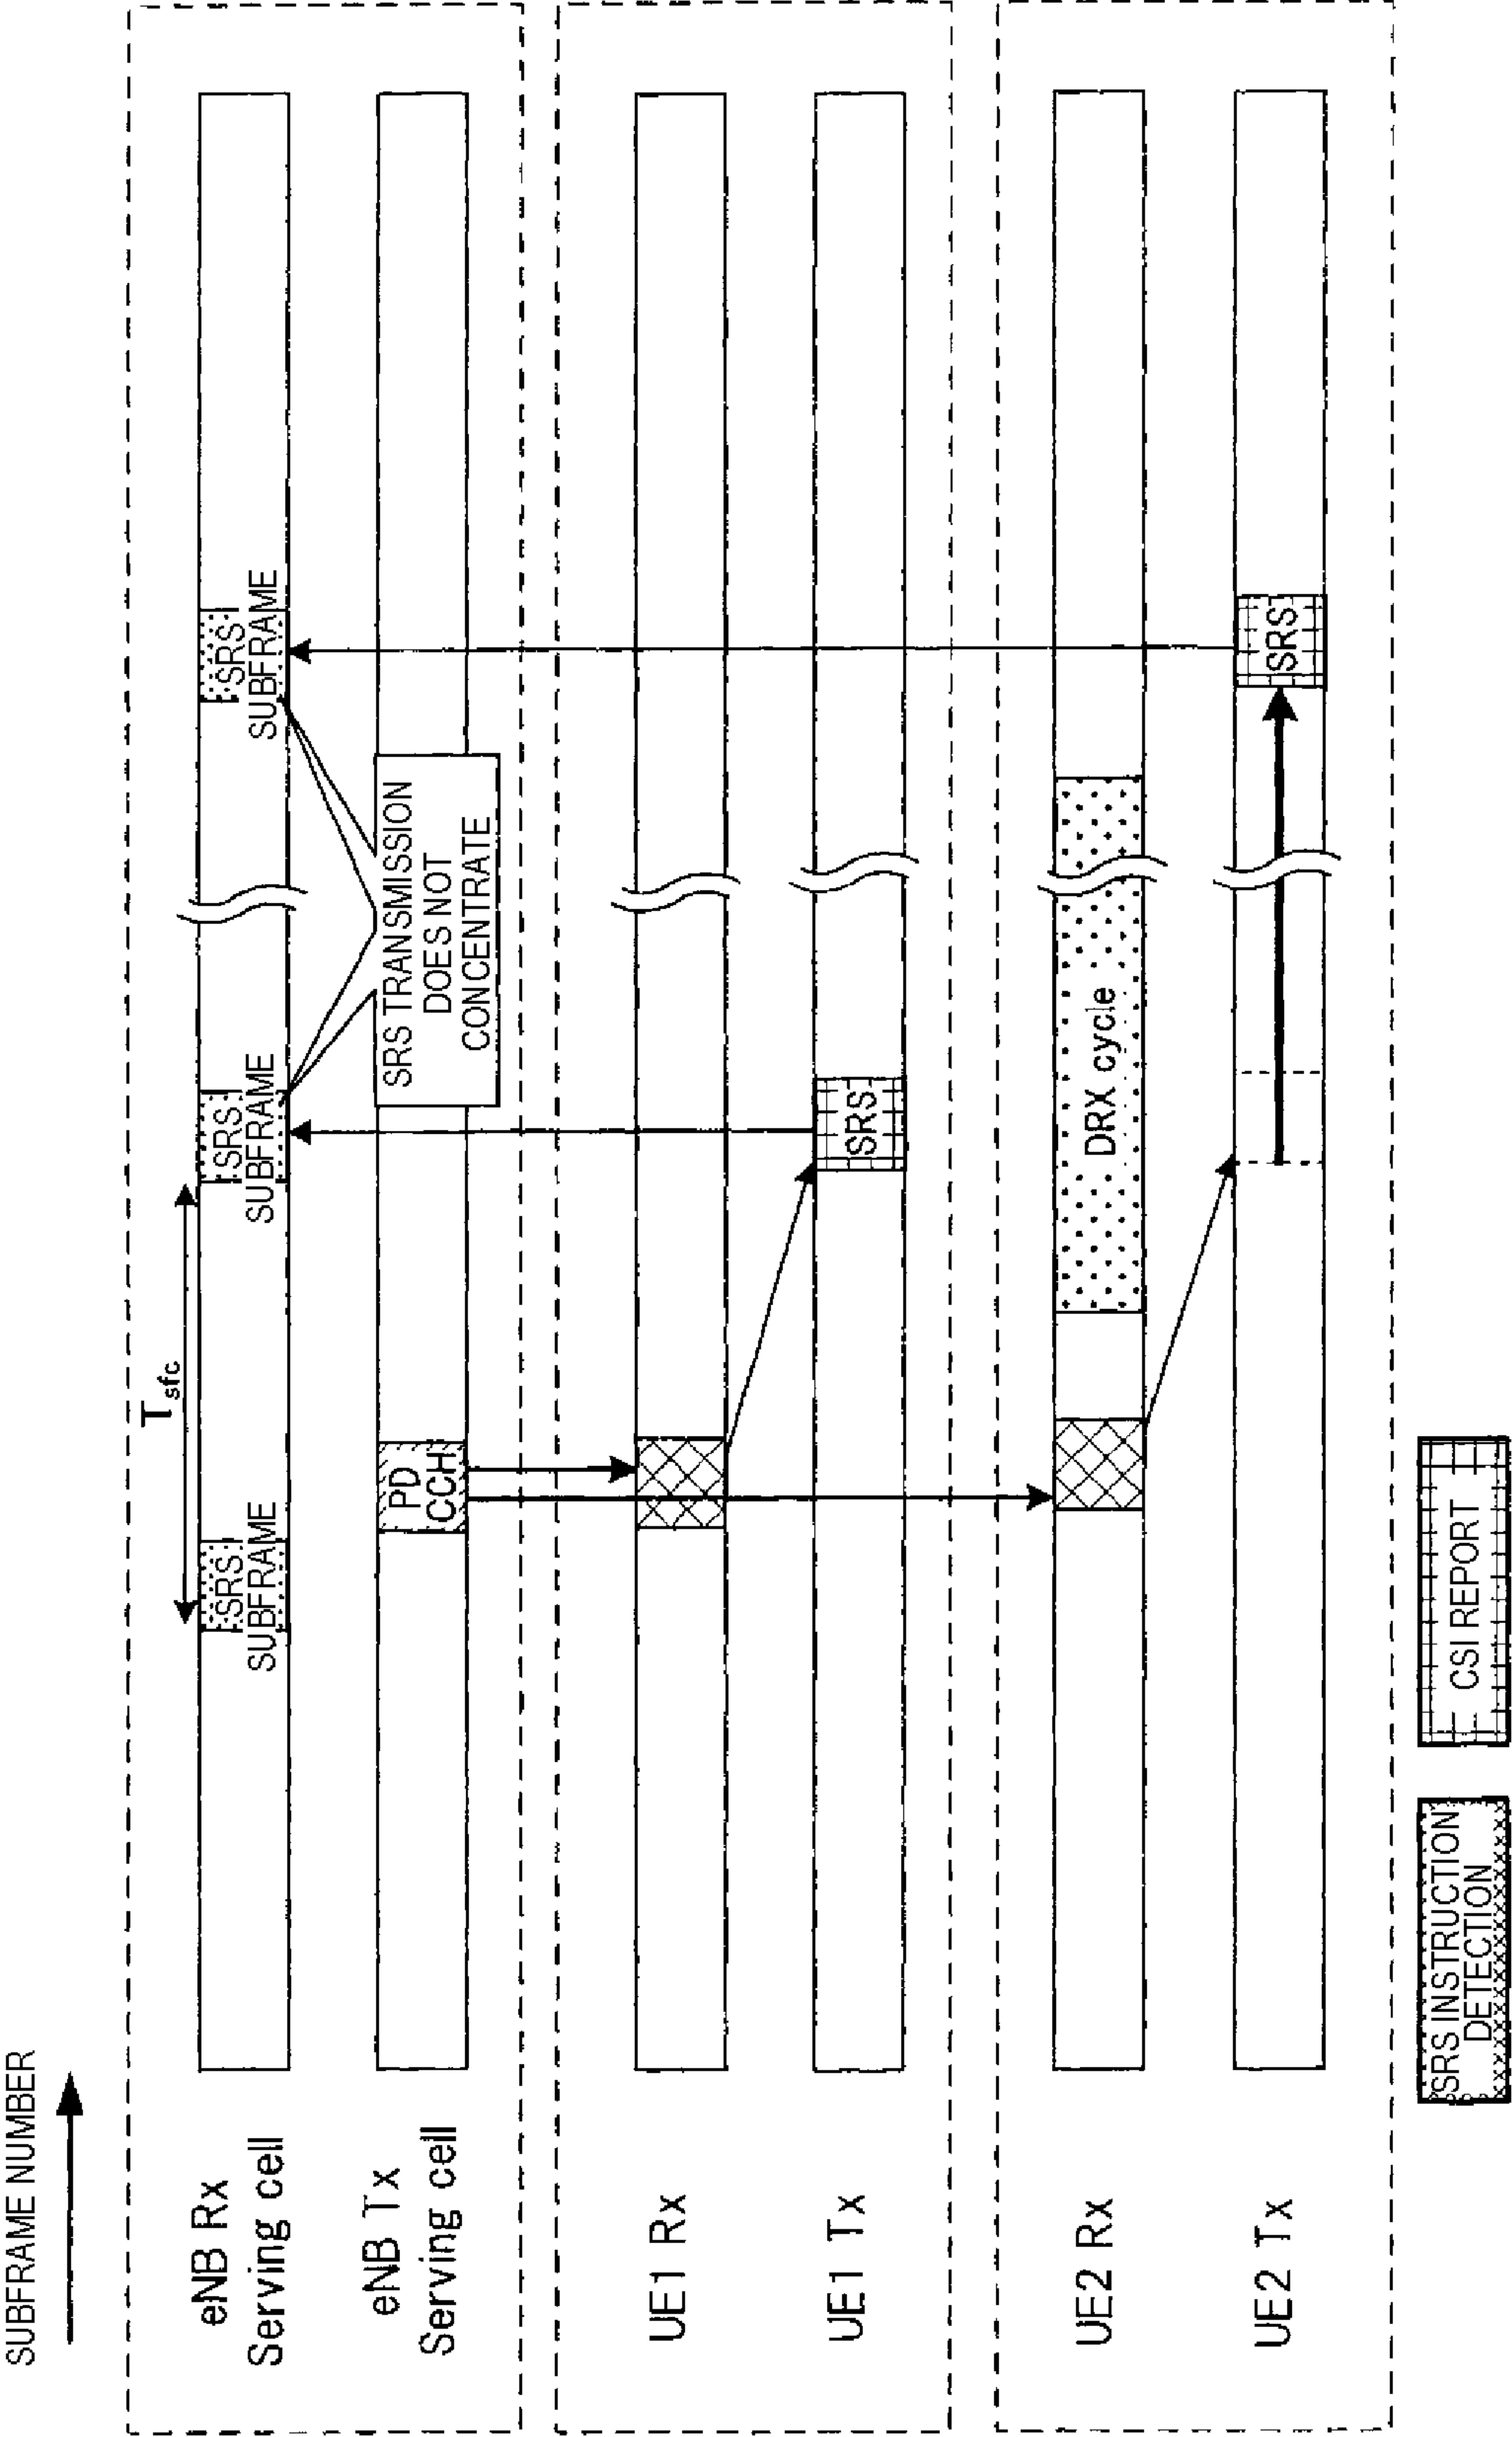 SUBFRAME NUMBER
eNB Rx
Serving cell
SRS
SUBFRAME
Tsfc
SRS
SUBFRAME
SRS
SUBFRAME
eNB Tx
Serving cell
PD
CCH
SRS TRANSMISSION
DOES NOT
CONCENTRATE
UE1 Rx
UE1 Tx
SRS
UE2 Rx
DRX cycle
UE2 Tx
SRS
SRS INSTRUCTION
DETECTION
CSI REPORT